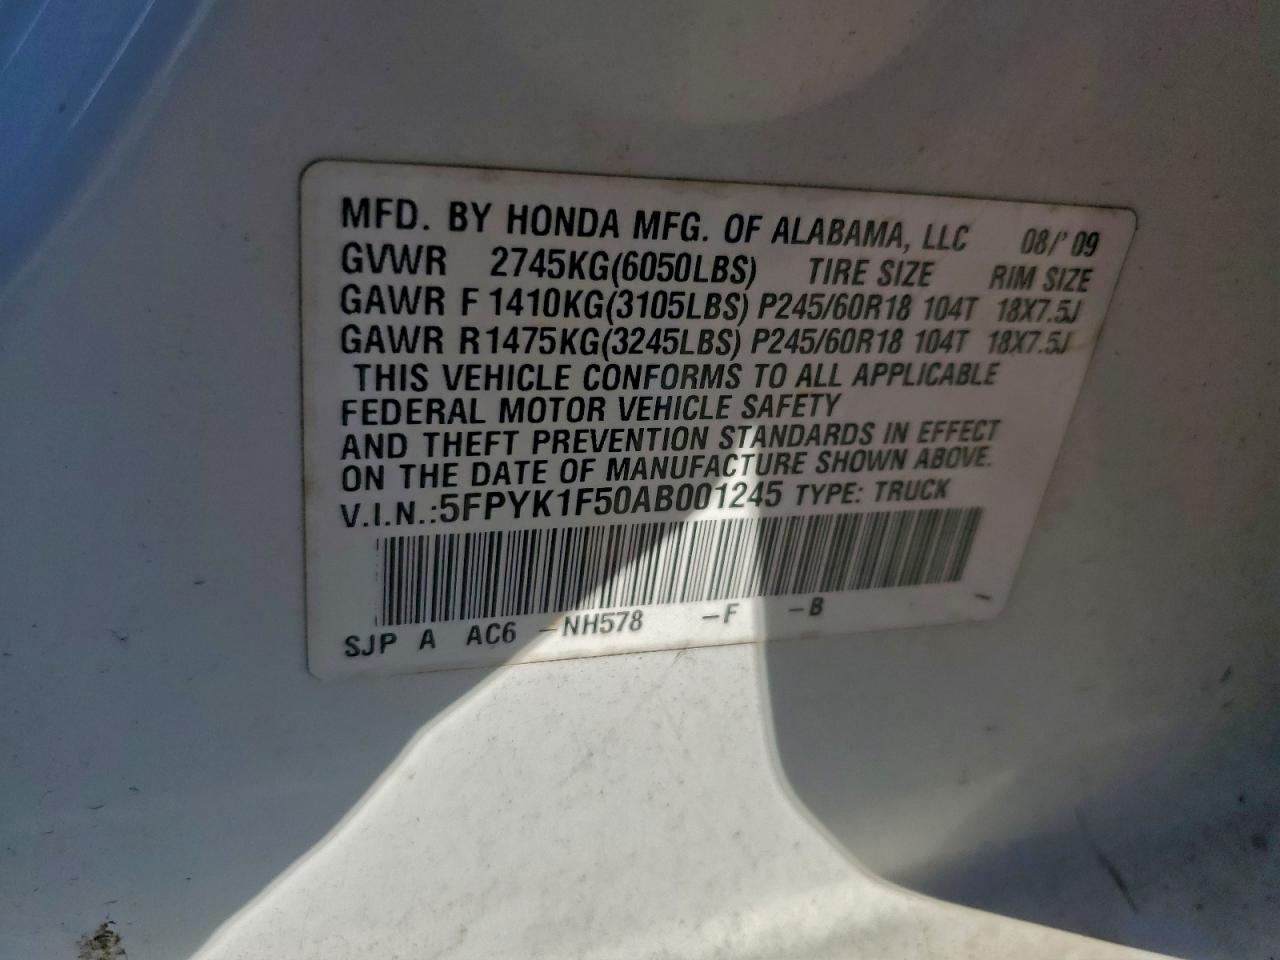 MFD. BY HONDA MFG. OF ALABAMA, LLC 08/'09
GVWR 2745KG(6050LBS) TIRE SIZE RIM SIZE
GAWR F 1410KG(3105LBS) P245/60R18 104T 18X7.5J
GAWR R 1475KG(3245LBS) P245/60R18 104T 18X7.5J
THIS VEHICLE CONFORMS TO ALL APPLICABLE
FEDERAL MOTOR VEHICLE SAFETY
AND THEFT PREVENTION STANDARDS IN EFFECT
ON THE DATE OF MANUFACTURE SHOWN ABOVE.
V.I.N.:5FPYK1F50AB001245 TYPE: TRUCK
SJP A AC6 -NH578 -F -B